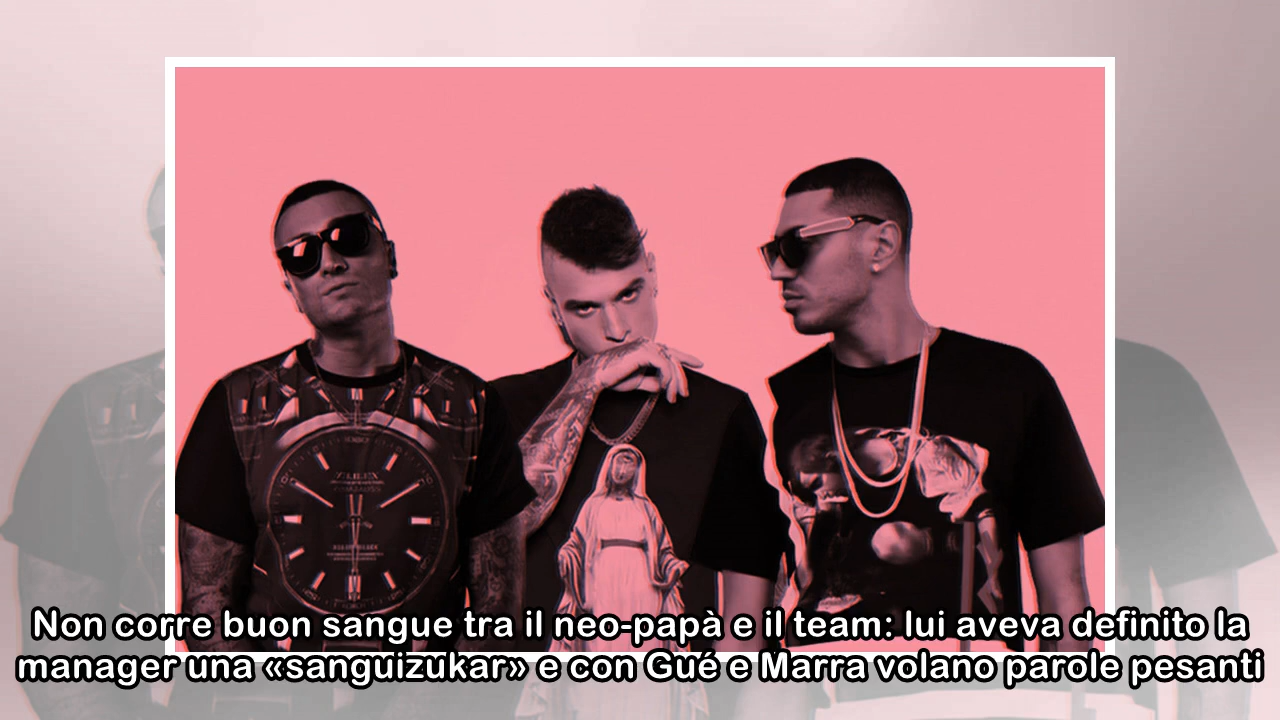 Non corre buon sangue tra il neo-papà e il team: lui aveva definito la
manager una «sanguizukar» e con Gué e Marra volano parole pesanti